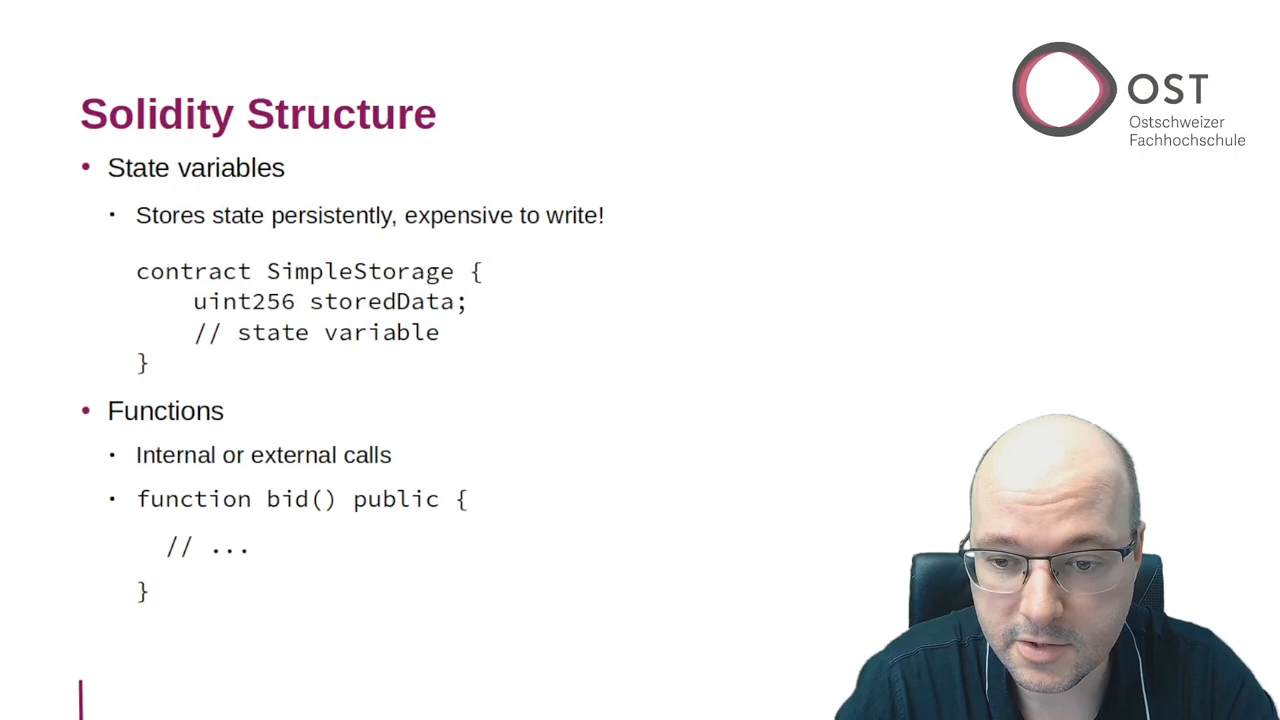 OST
Ostschweizer
Fachhochschule
Solidity Structure
• State variables
• Stores state persistently, expensive to write!
contract SimpleStorage {
    uint256 storedData;
    // state variable
}
• Functions
• Internal or external calls
• function bid() public {
  // ...
}